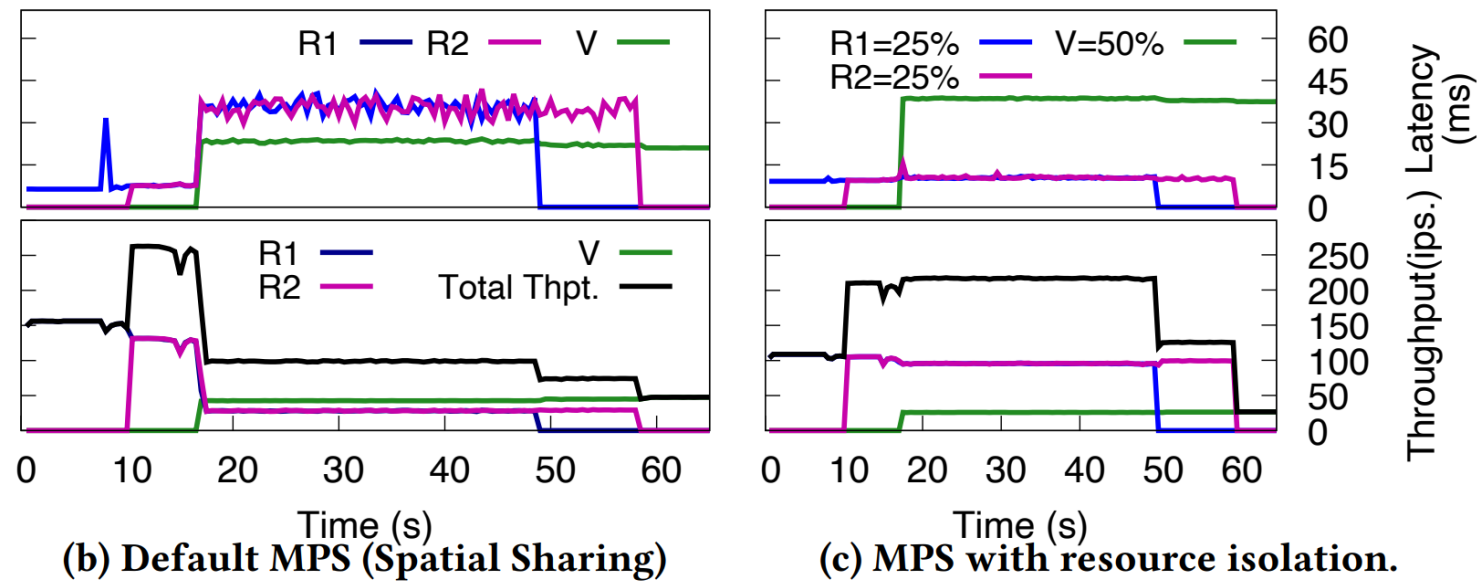 R1 R2 V
R1=25% V=50%
R2=25%
60
45
30
15
0
Latency
(ms)
R1 V
R2 Total Thpt.
250
200
150
100
50
0
Throughput(ips.)
0 10 20 30 40 50 60
0 10 20 30 40 50 60
Time (s)
Time (s)
(b) Default MPS (Spatial Sharing)
(c) MPS with resource isolation.